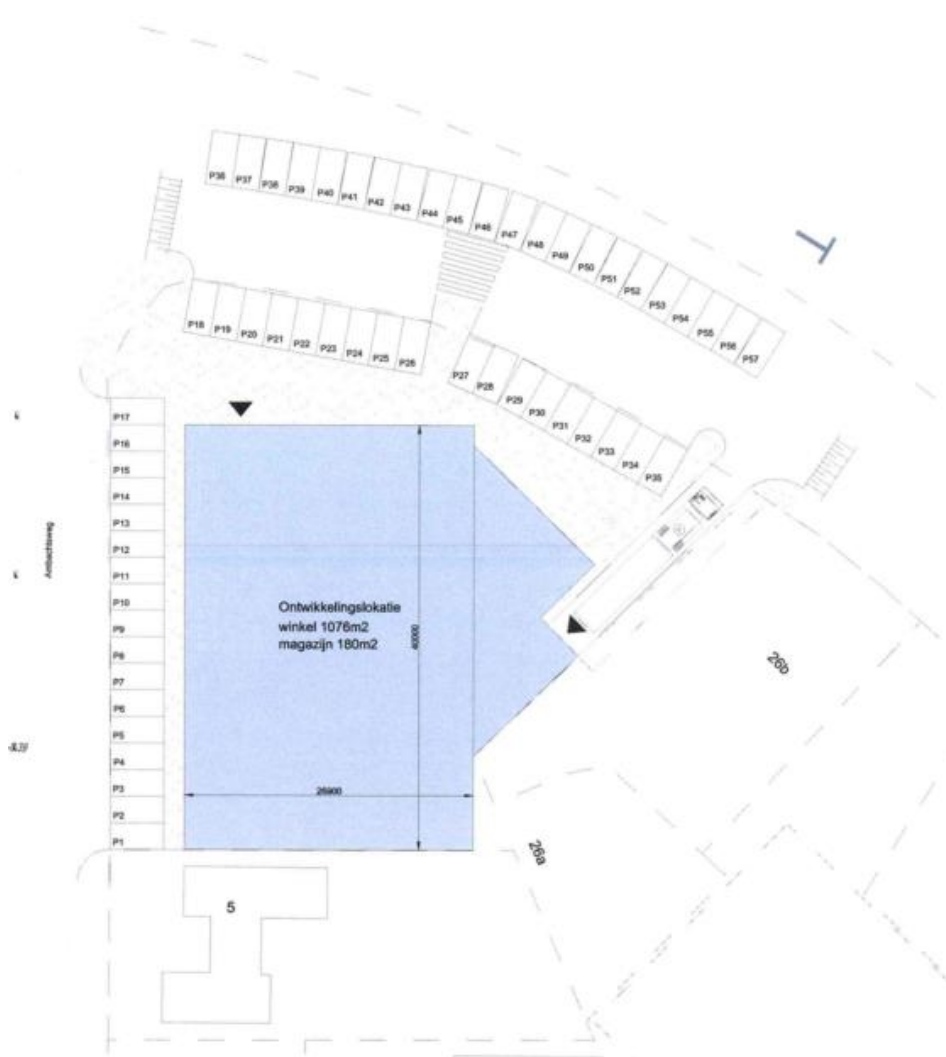 P36 P37 P38 P39 P40 P41 P42 P43 P44 P45 P46 P47 P48 P49 P50 P51 P52 P53 P54 P55 P56 P57
P18 P19 P20 P21 P22 P23 P24 P25 P26
P27 P28 P29 P30 P31 P32 P33 P34 P35
P17
P16
P15
P14
P13
P12
P11
P10
P9
P8
P7
P6
P5
P4
P3
P2
P1
Ambachtsweg
Ontwikkelingslokatie
winkel 1076m2
magazijn 180m2
40000
26900
26b
26a
5